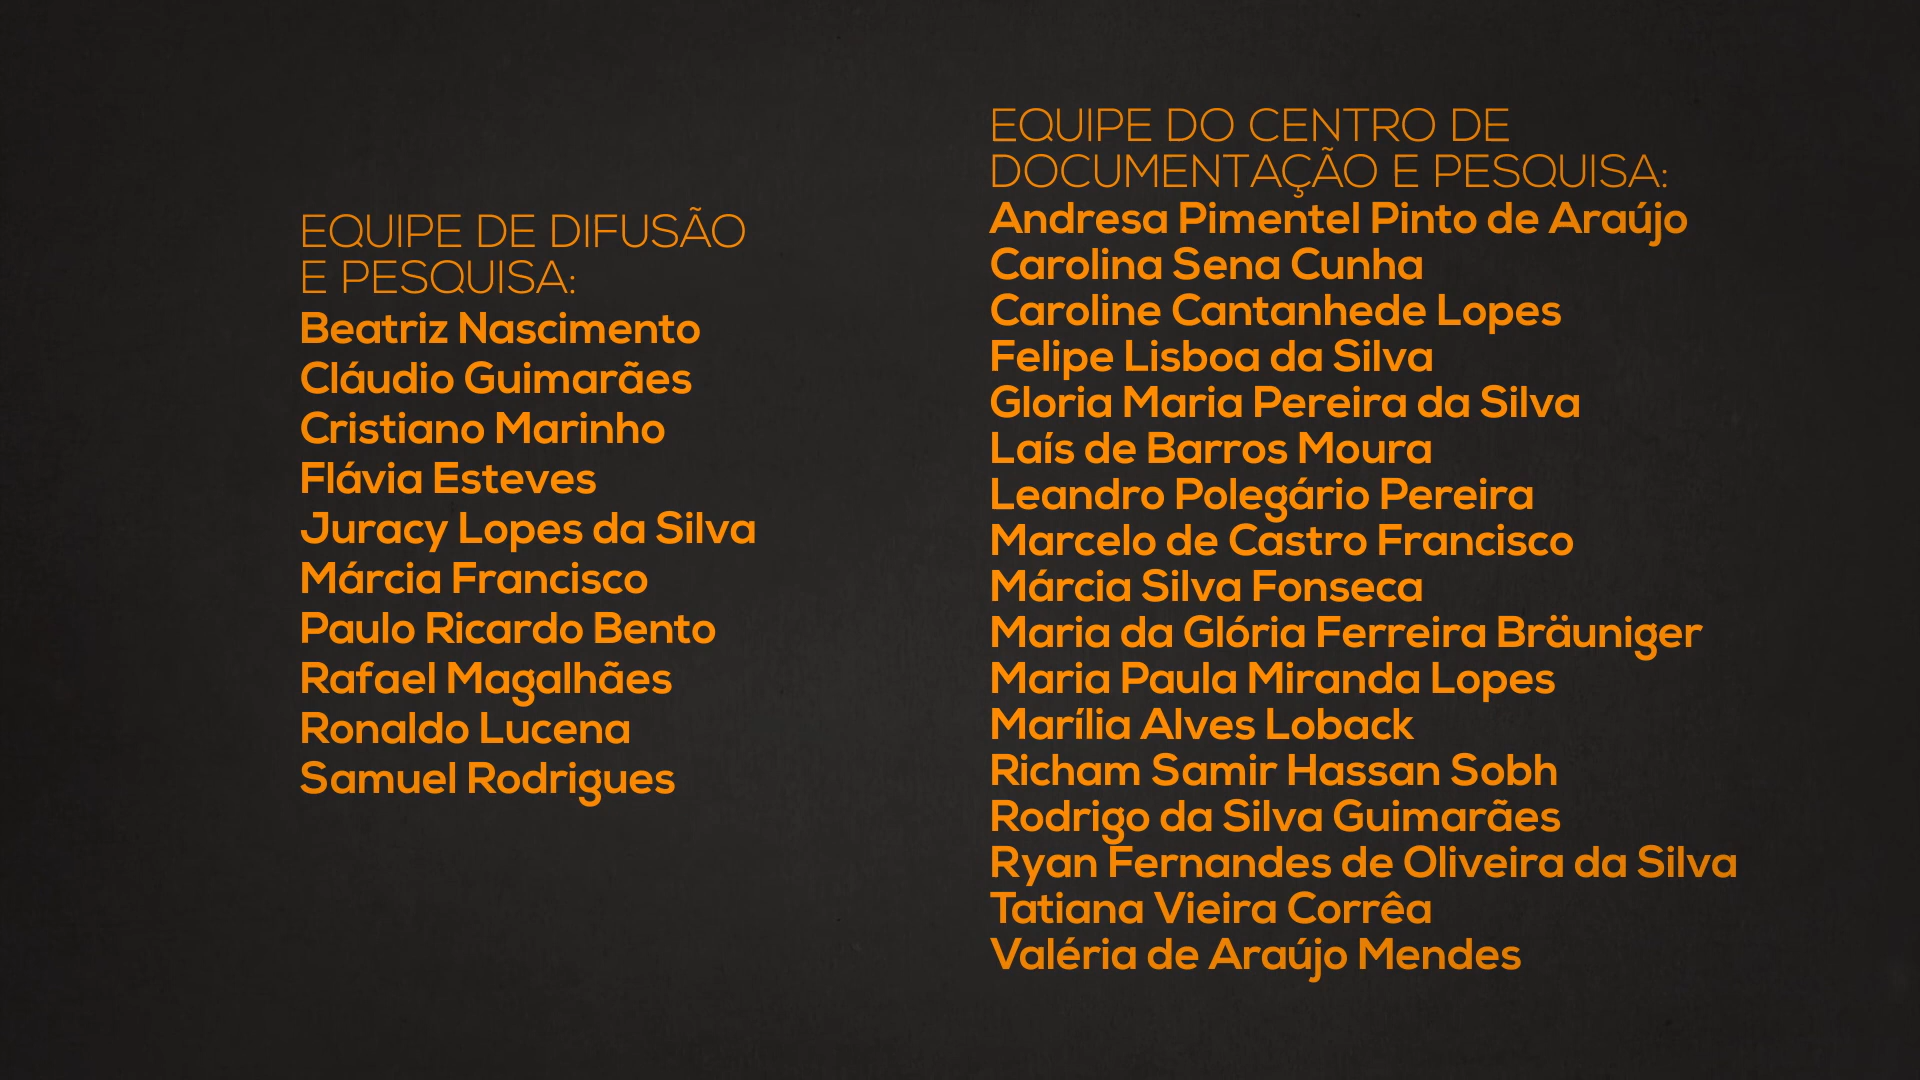 EQUIPE DE DIFUSÃO
E PESQUISA:
Beatriz Nascimento
Cláudio Guimarães
Cristiano Marinho
Flávia Esteves
Juracy Lopes da Silva
Márcia Francisco
Paulo Ricardo Bento
Rafael Magalhães
Ronaldo Lucena
Samuel Rodrigues
EQUIPE DO CENTRO DE
DOCUMENTAÇÃO E PESQUISA:
Andresa Pimentel Pinto de Araújo
Carolina Sena Cunha
Caroline Cantanhede Lopes
Felipe Lisboa da Silva
Gloria Maria Pereira da Silva
Laís de Barros Moura
Leandro Polegário Pereira
Marcelo de Castro Francisco
Márcia Silva Fonseca
Maria da Glória Ferreira Bräuniger
Maria Paula Miranda Lopes
Marília Alves Loback
Richam Samir Hassan Sobh
Rodrigo da Silva Guimarães
Ryan Fernandes de Oliveira da Silva
Tatiana Vieira Corrêa
Valéria de Araújo Mendes